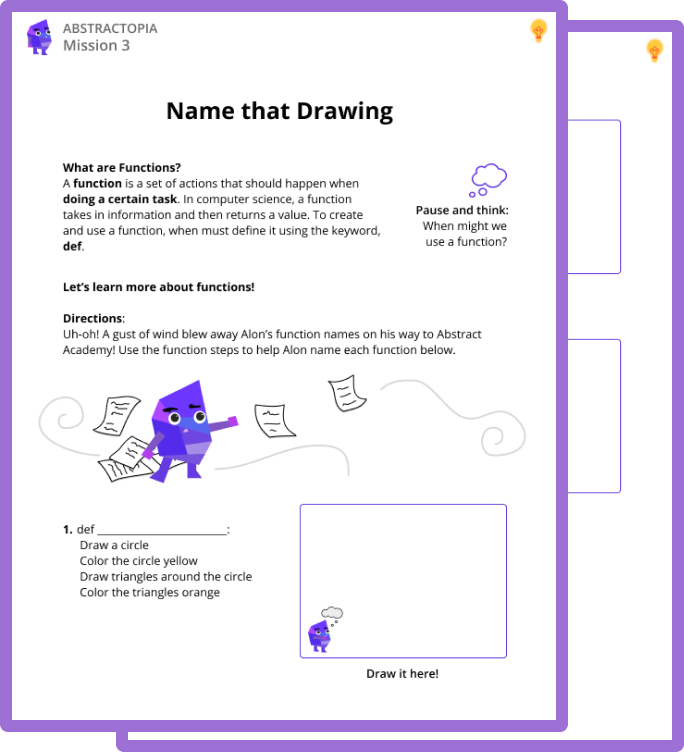 ABSTRACTOPIA
Mission 3
Name that Drawing
What are Functions?
A function is a set of actions that should happen when
doing a certain task. In computer science, a function
takes in information and then returns a value. To create
and use a function, when must define it using the keyword,
def.
Pause and think:
When might we
use a function?
Let’s learn more about functions!
Directions:
Uh-oh! A gust of wind blew away Alon’s function names on his way to Abstract
Academy! Use the function steps to help Alon name each function below.
1. def ______________________:
Draw a circle
Color the circle yellow
Draw triangles around the circle
Color the triangles orange
Draw it here!